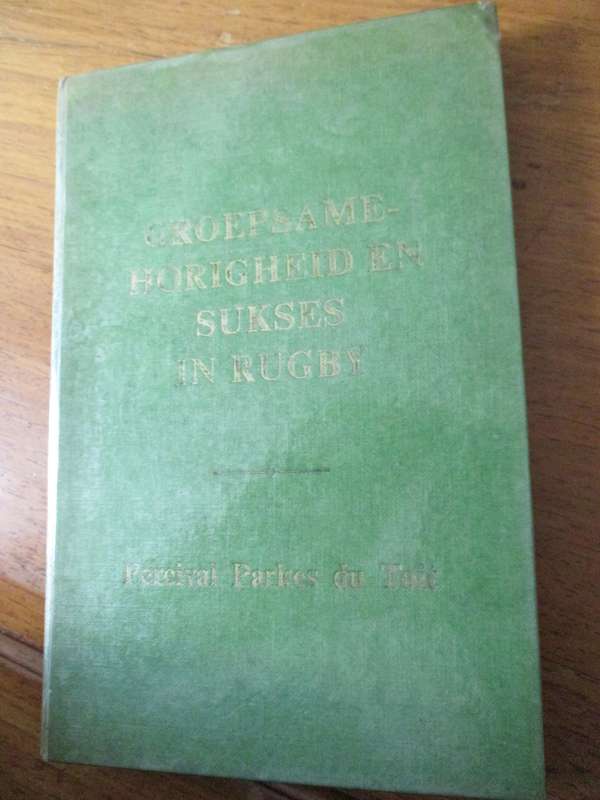 GROEPSAME-
HORIGHEID EN
SUKSES
IN RUGBY
Percival Parkes du Toit